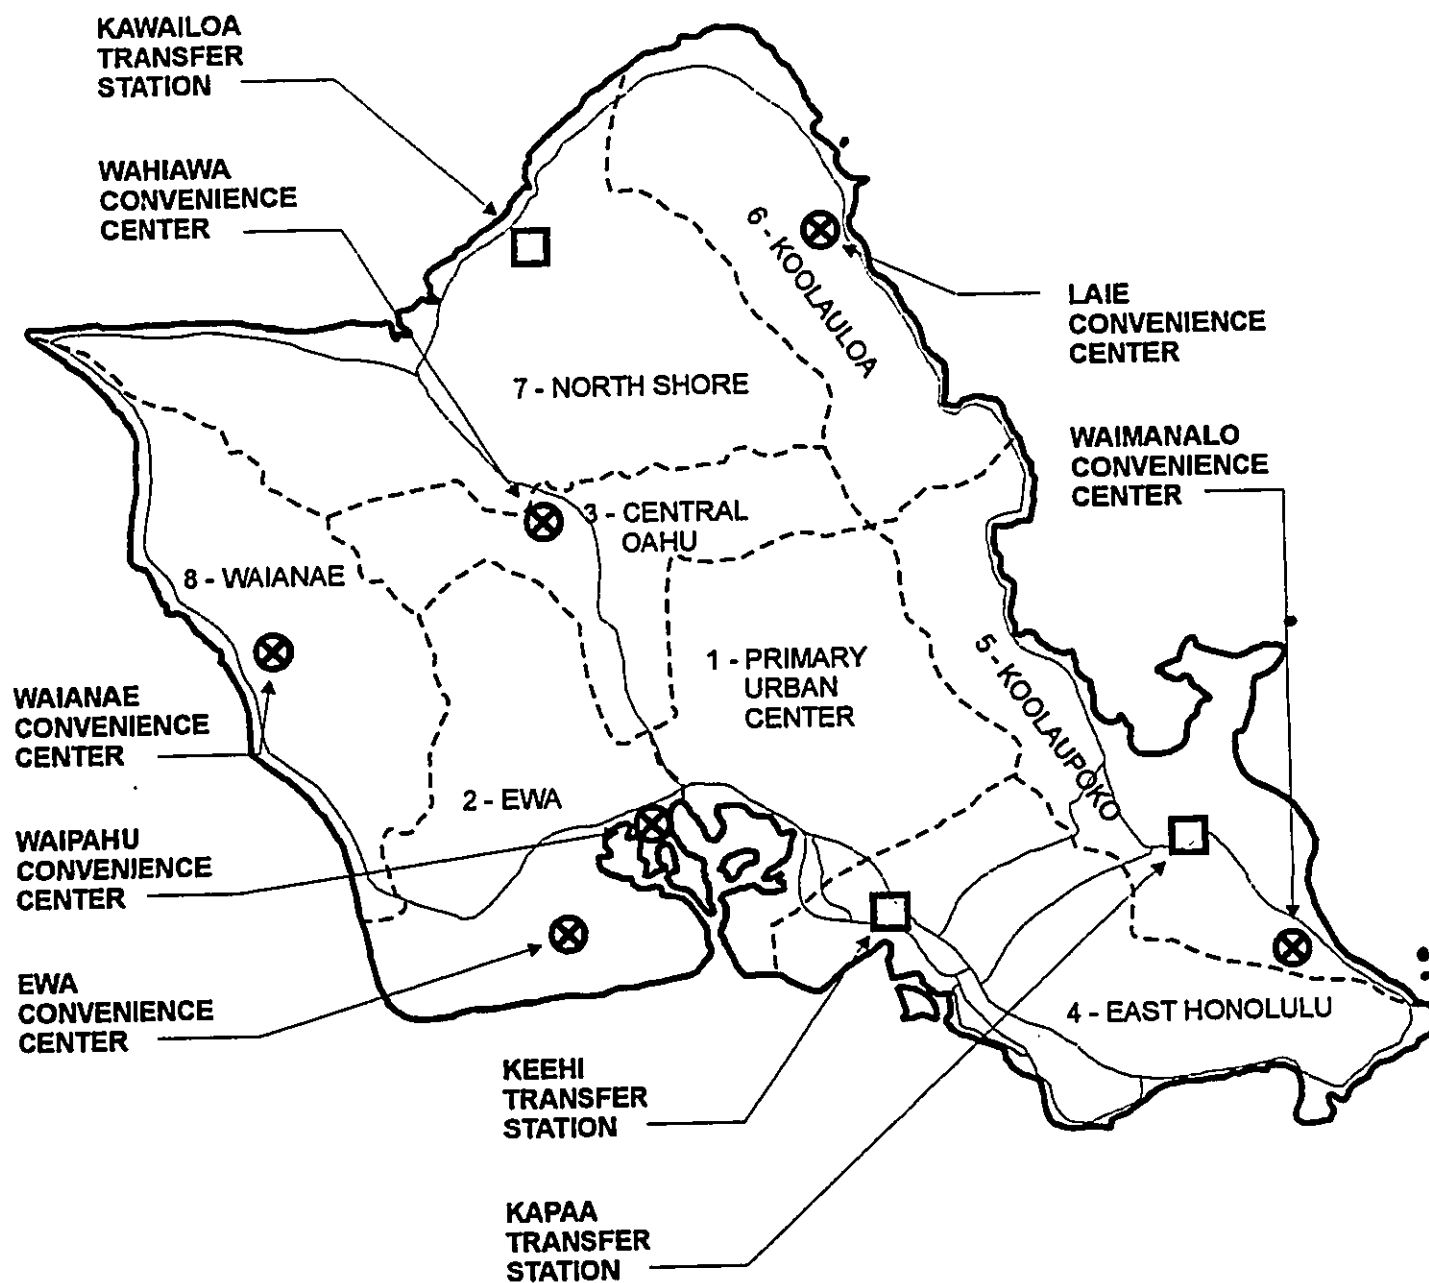 KAWAILOA
TRANSFER
STATION
WAHIAWA
CONVENIENCE
CENTER
6 - KOOLAULOA
LAIE
CONVENIENCE
CENTER
7 - NORTH SHORE
WAIMANALO
CONVENIENCE
CENTER
3 - CENTRAL
OAHU
8 - WAIANAE
1 - PRIMARY
URBAN
CENTER
5 - KOOLAUPOKO
WAIANAE
CONVENIENCE
CENTER
2 - EWA
WAIPAHU
CONVENIENCE
CENTER
EWA
CONVENIENCE
CENTER
4 - EAST HONOLULU
KEEHI
TRANSFER
STATION
KAPAA
TRANSFER
STATION